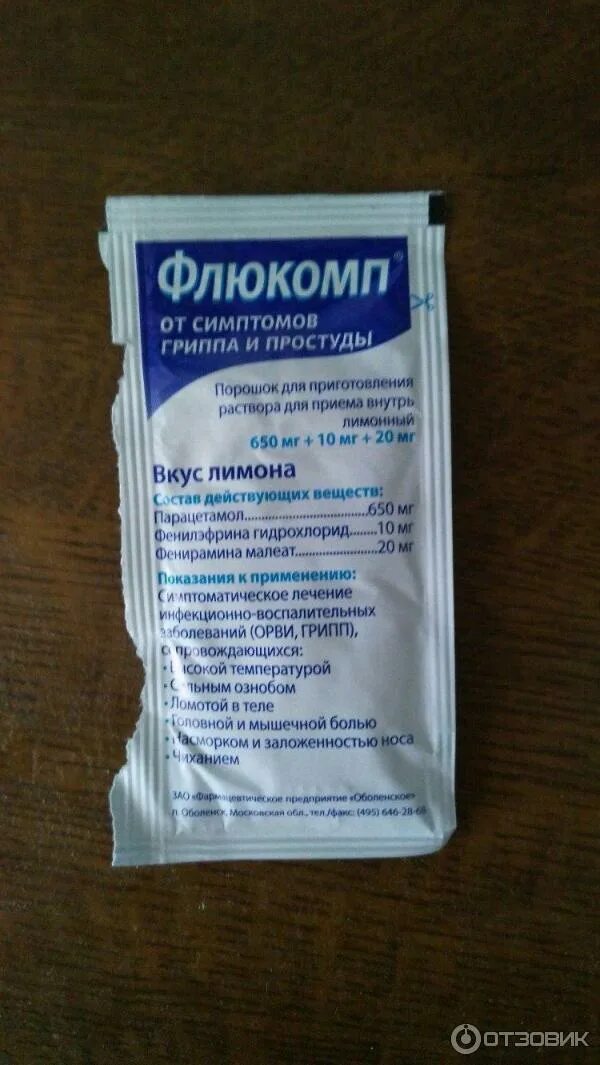 Флюкомп®
ОТ СИМПТОМОВ
ГРИППА И ПРОСТУДЫ
Порошок для приготовления
раствора для приема внутрь
лимонный
650 мг + 10 мг + 20 мг
Вкус лимона
Состав действующих веществ:
Парацетамол....................650 мг
Фенилэфрина гидрохлорид.......10 мг
Фенирамина малеат...............20 мг
Показания к применению:
Симптоматическое лечение
инфекционно-воспалительных
заболеваний (ОРВИ, ГРИПП),
сопровождающихся:
• Высокой температурой
• Сильным ознобом
• Ломотой в теле
• Головной и мышечной болью
• Насморком и заложенностью носа
• Чиханием
ЗАО «Фармацевтическое предприятие «Оболенское»
п. Оболенск, Московская обл., тел./факс: (495) 646-28-68
ОТЗОВИК